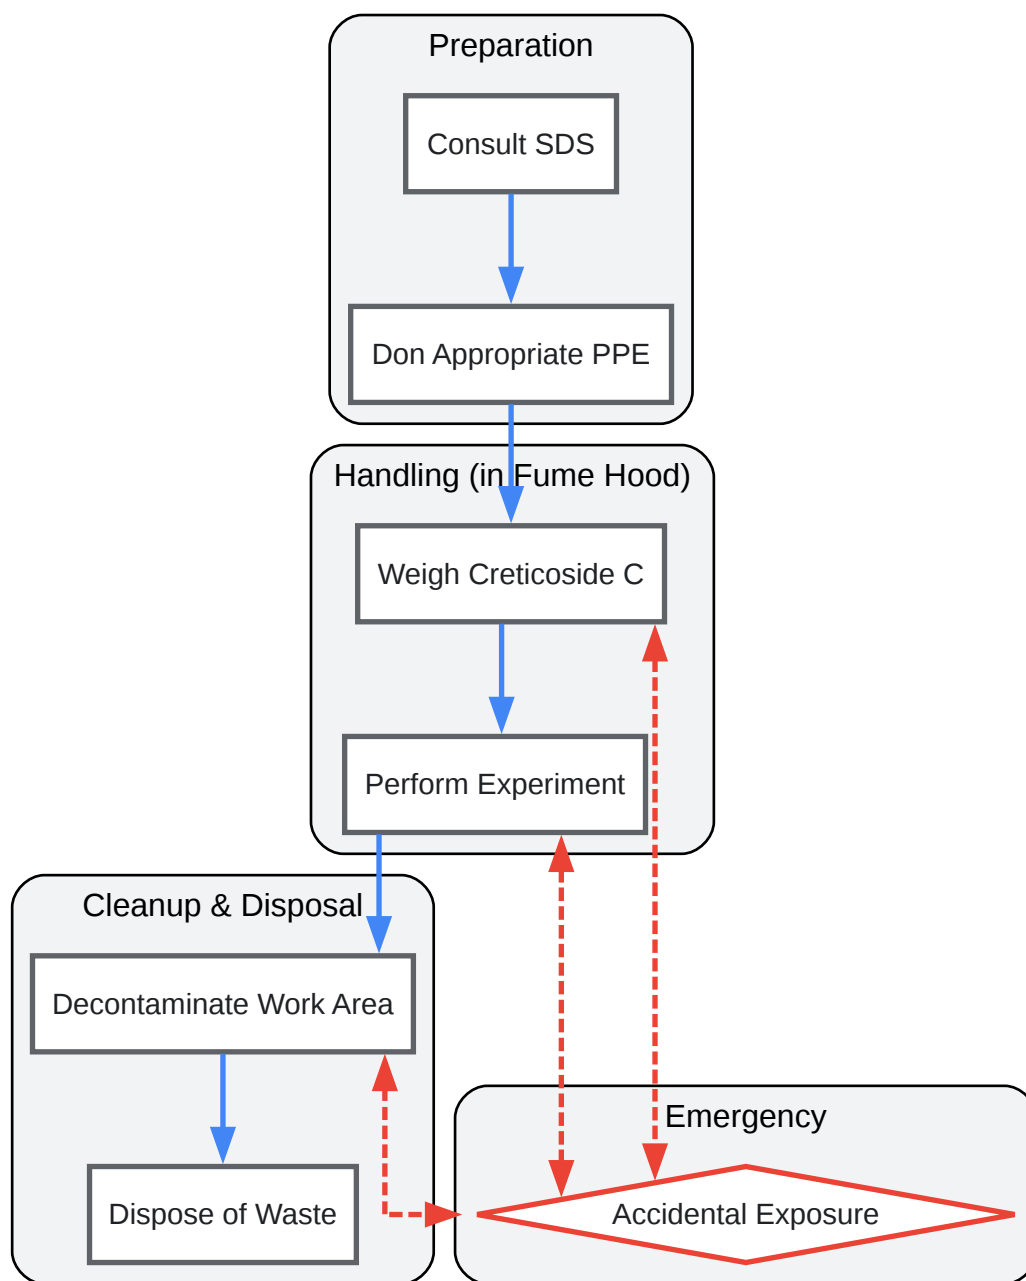 Preparation
Consult SDS
Don Appropriate PPE
Handling (in Fume Hood)
Weigh Creticoside C
Perform Experiment
Cleanup & Disposal
Decontaminate Work Area
Dispose of Waste
Emergency
Accidental Exposure